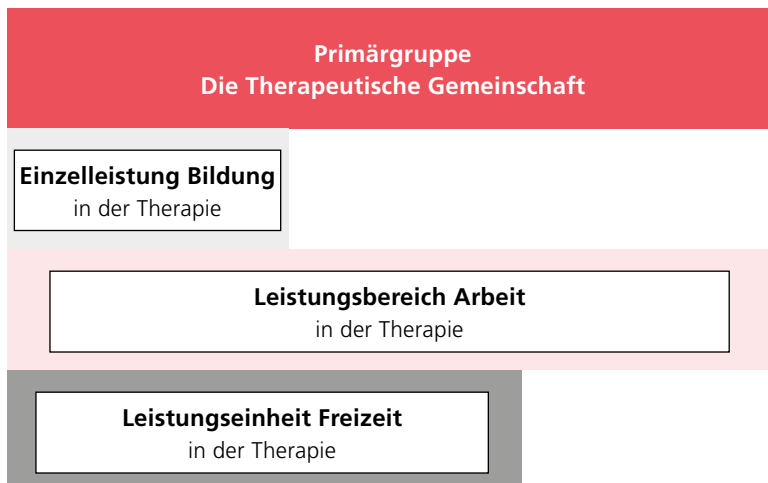 Primärgruppe
Die Therapeutische Gemeinschaft
Einzelleistung Bildung
in der Therapie
Leistungsbereich Arbeit
in der Therapie
Leistungseinheit Freizeit
in der Therapie